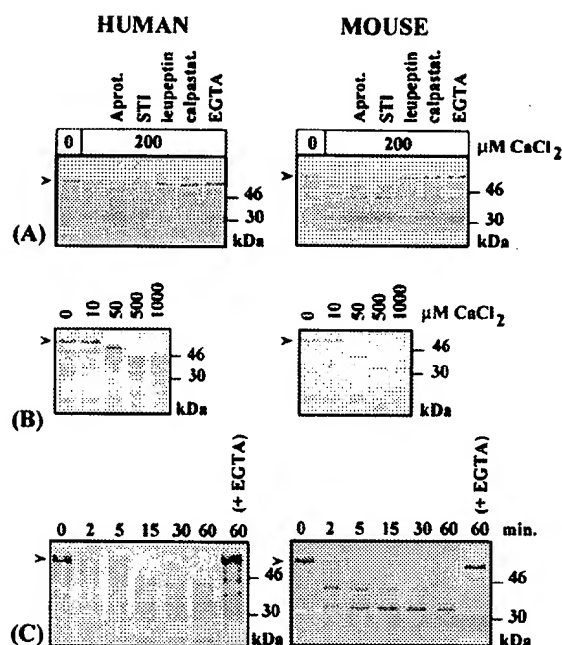 HUMAN MOUSE
Aprot. STI leupeptin calpastat. EGTA Aprot. STI leupeptin calpastat. EGTA
0 200 0 200 µM CaCl2
46 46
30 30
kDa kDa
(A)
0 10 50 500 1000 0 10 50 500 1000 µM CaCl2
46 46
30 30
kDa kDa
(B)
(+ EGTA) (+ EGTA)
0 2 5 15 30 60 60 0 2 5 15 30 60 60 min.
46 46
30 30
(C) kDa kDa